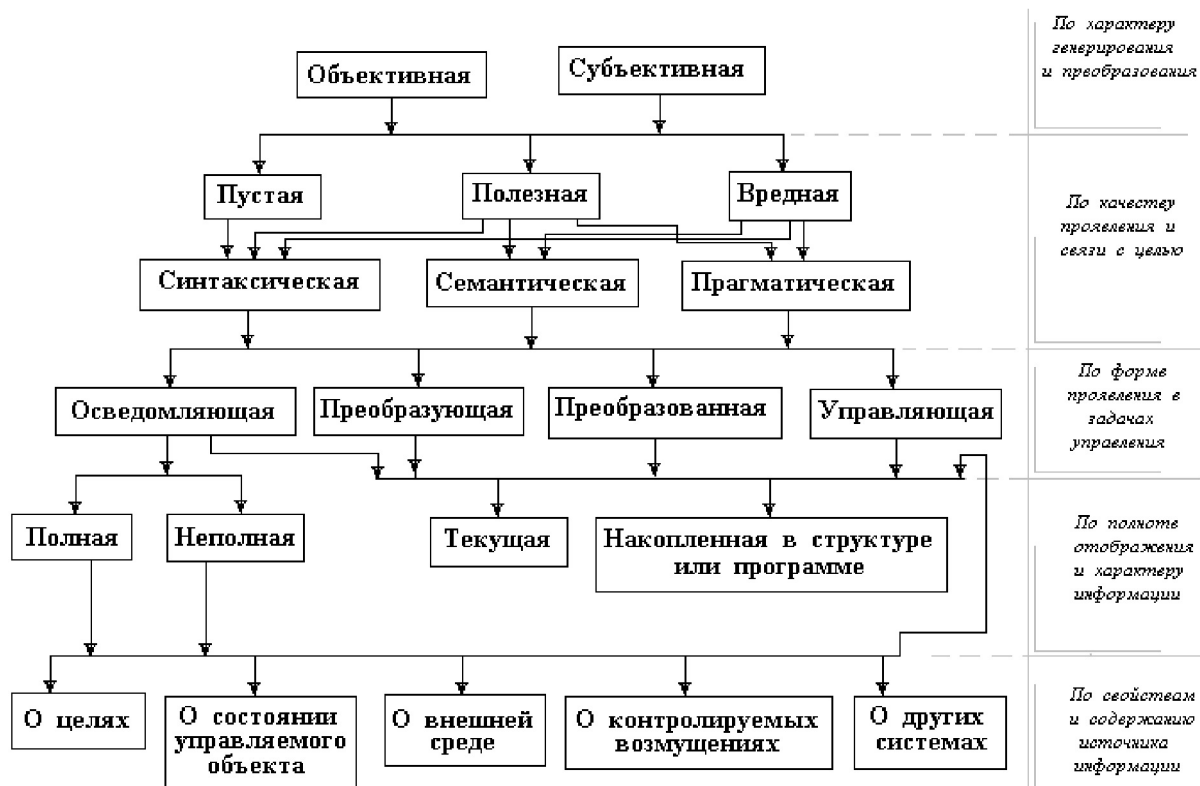 По характеру
генерирования
и преобразования
Объективная
Субъективная
Пустая
Полезная
Вредная
По качеству
проявления и
связи с целью
Синтаксическая
Семантическая
Прагматическая
По форме
проявления в
задачах
управления
Осведомляющая
Преобразующая
Преобразованная
Управляющая
Полная
Неполная
Текущая
Накопленная в структуре
или программе
По полноте
отображения
и характеру
информации
О целях
О состоянии
управляемого
объекта
О внешней
среде
О контролируемых
возмущениях
О других
системах
По свойствам
и содержанию
источника
информации